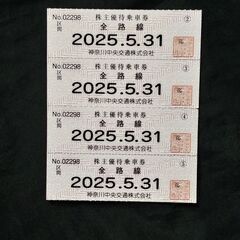 No.02298 株主優待乗車券 ②
区間 全路線
2025.5.31
神奈川中央交通株式会社
No.02298 株主優待乗車券 ③
区間 全路線
2025.5.31
神奈川中央交通株式会社
No.02298 株主優待乗車券 ④
区間 全路線
2025.5.31
神奈川中央交通株式会社
No.02298 株主優待乗車券 ⑤
区間 全路線
2025.5.31
神奈川中央交通株式会社